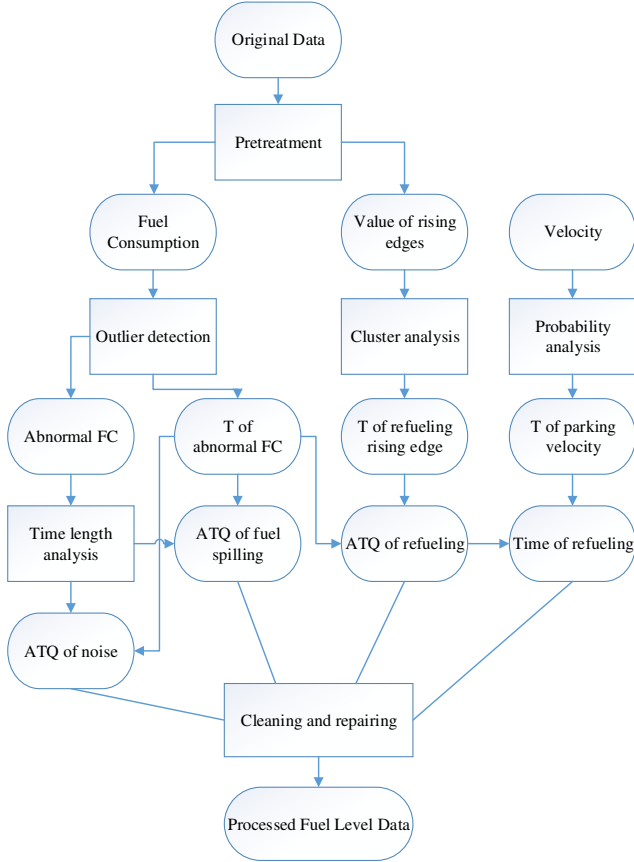 Original Data
Pretreatment
Fuel
Consumption
Value of rising
edges
Velocity
Outlier detection
Cluster analysis
Probability
analysis
Abnormal FC
T of
abnormal FC
T of refueling
rising edge
T of parking
velocity
Time length
analysis
ATQ of fuel
spilling
ATQ of refueling
Time of refueling
ATQ of noise
Cleaning and repairing
Processed Fuel Level Data